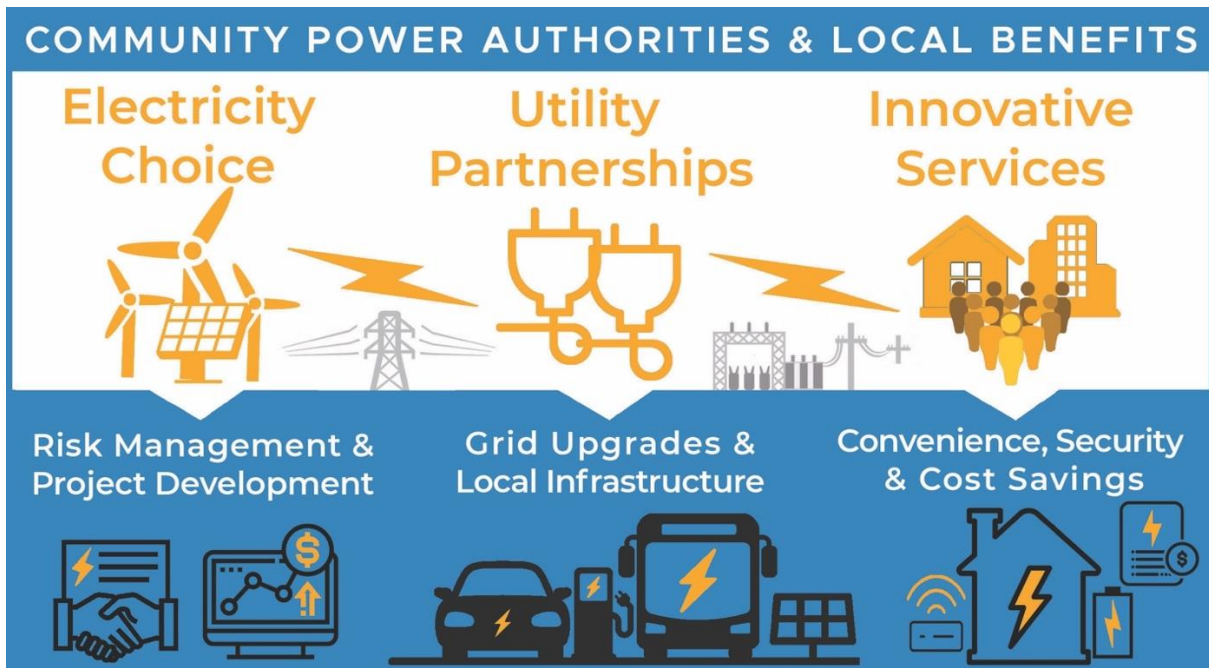 COMMUNITY POWER AUTHORITIES & LOCAL BENEFITS
Electricity
Choice
Utility
Partnerships
Innovative
Services
Risk Management &
Project Development
Grid Upgrades &
Local Infrastructure
Convenience, Security
& Cost Savings
$
$